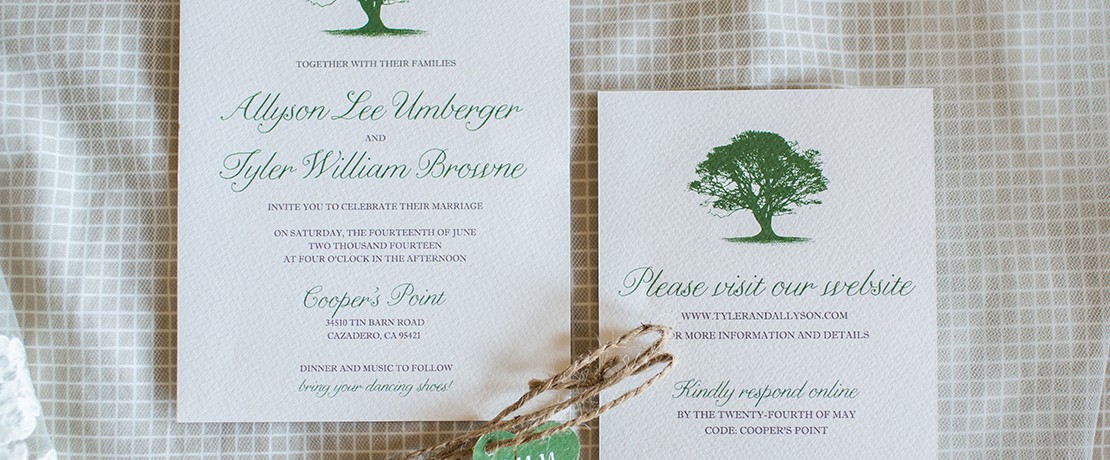 TOGETHER WITH THEIR FAMILIES
Allyson Lee Umberger
AND
Tyler William Browne
INVITE YOU TO CELEBRATE THEIR MARRIAGE
ON SATURDAY, THE FOURTEENTH OF JUNE
TWO THOUSAND FOURTEEN
AT FOUR O'CLOCK IN THE AFTERNOON
Cooper's Point
34510 TIN BARN ROAD
CAZADERO, CA 95421
DINNER AND MUSIC TO FOLLOW
bring your dancing shoes!
Please visit our website
WWW.TYLERANDALLYSON.COM
FOR MORE INFORMATION AND DETAILS
Kindly respond online
BY THE TWENTY-FOURTH OF MAY
CODE: COOPER'S POINT